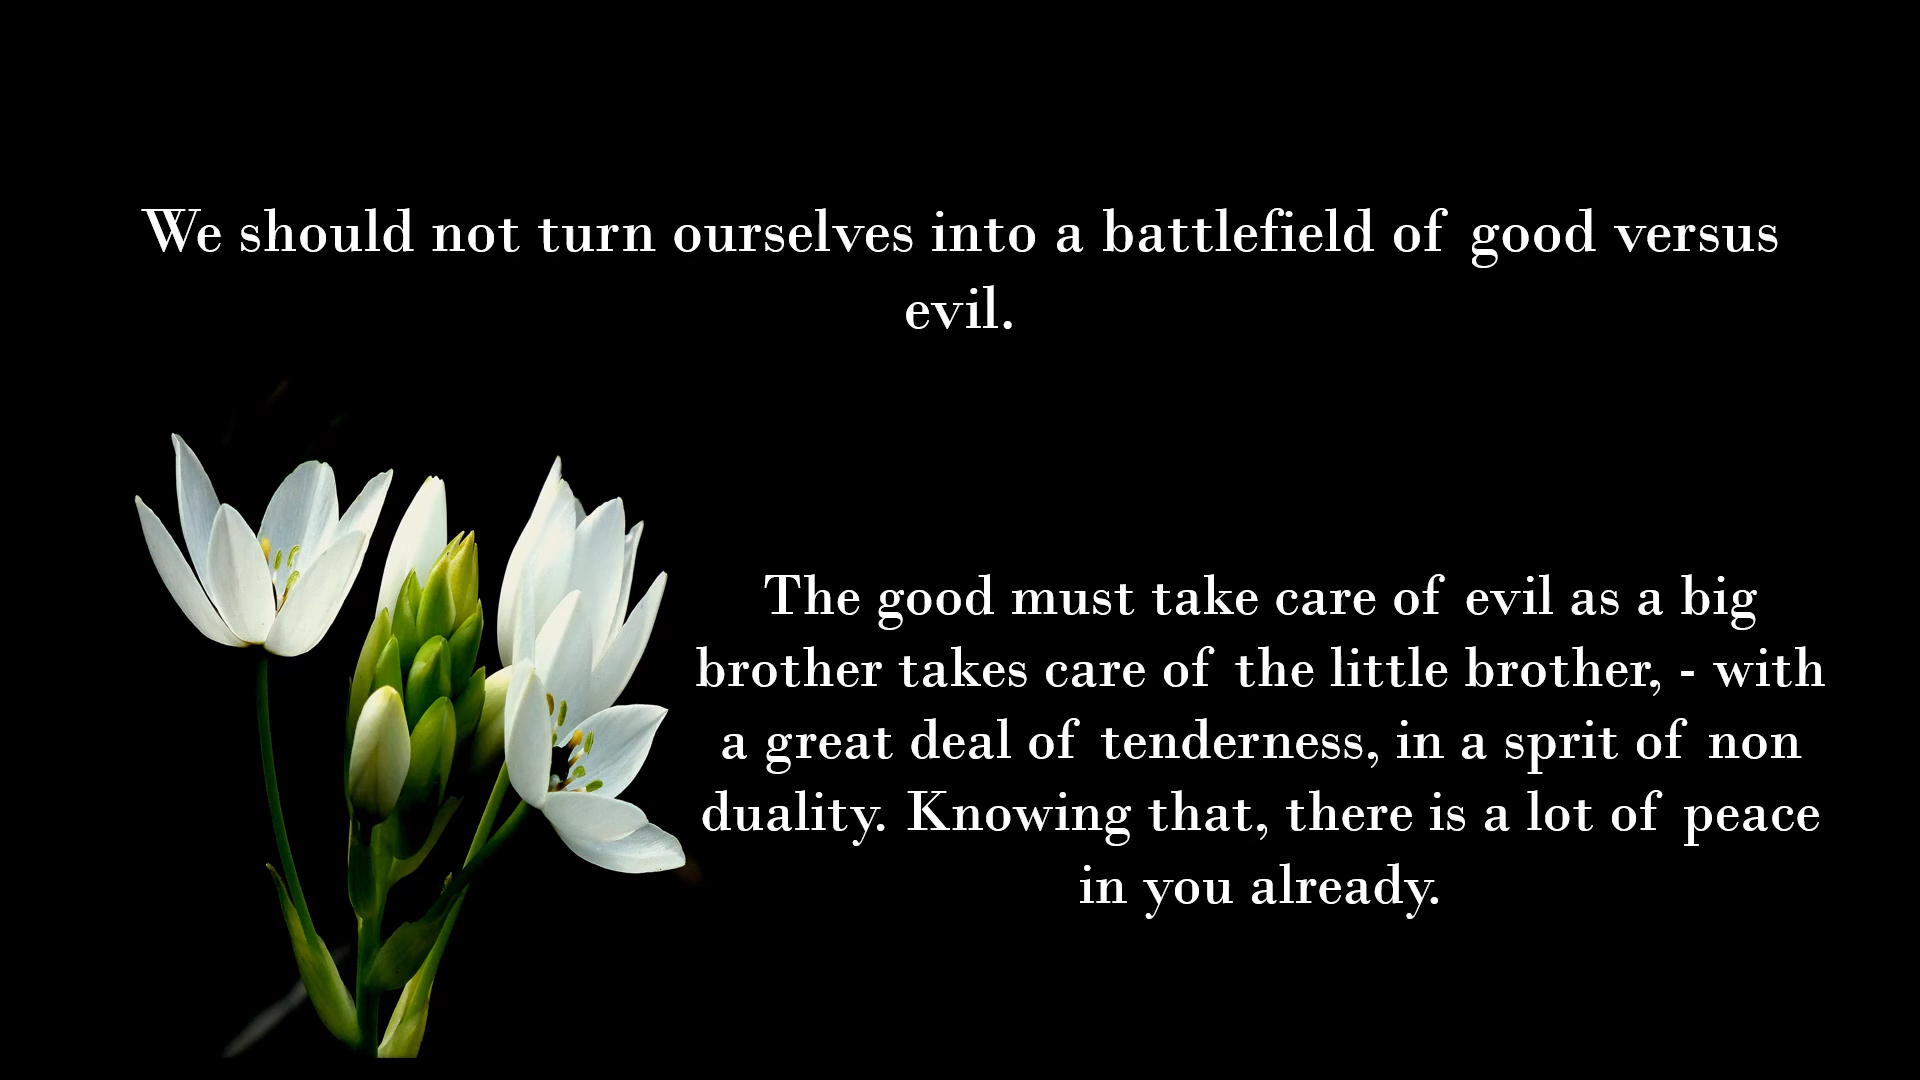 We should not turn ourselves into a battlefield of good versus
evil.
The good must take care of evil as a big
brother takes care of the little brother, - with
a great deal of tenderness, in a sprit of non
duality. Knowing that, there is a lot of peace
in you already.